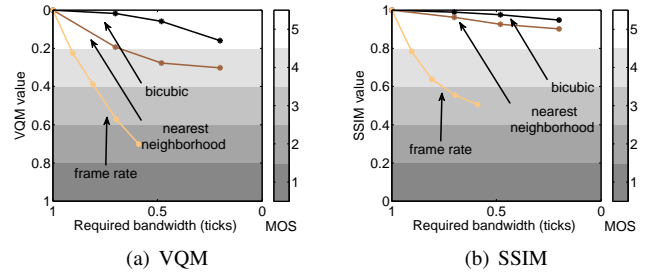 0
0.2
0.4
0.6
0.8
1
VQM value
bicubic
nearest
neighborhood
frame rate
1
0.5
0
Required bandwidth (ticks)
5
4
3
2
1
MOS
(a) VQM
1
0.8
0.6
0.4
0.2
0
SSIM value
bicubic
nearest
neighborhood
frame rate
1
0.5
0
Required bandwidth (ticks)
5
4
3
2
1
MOS
(b) SSIM